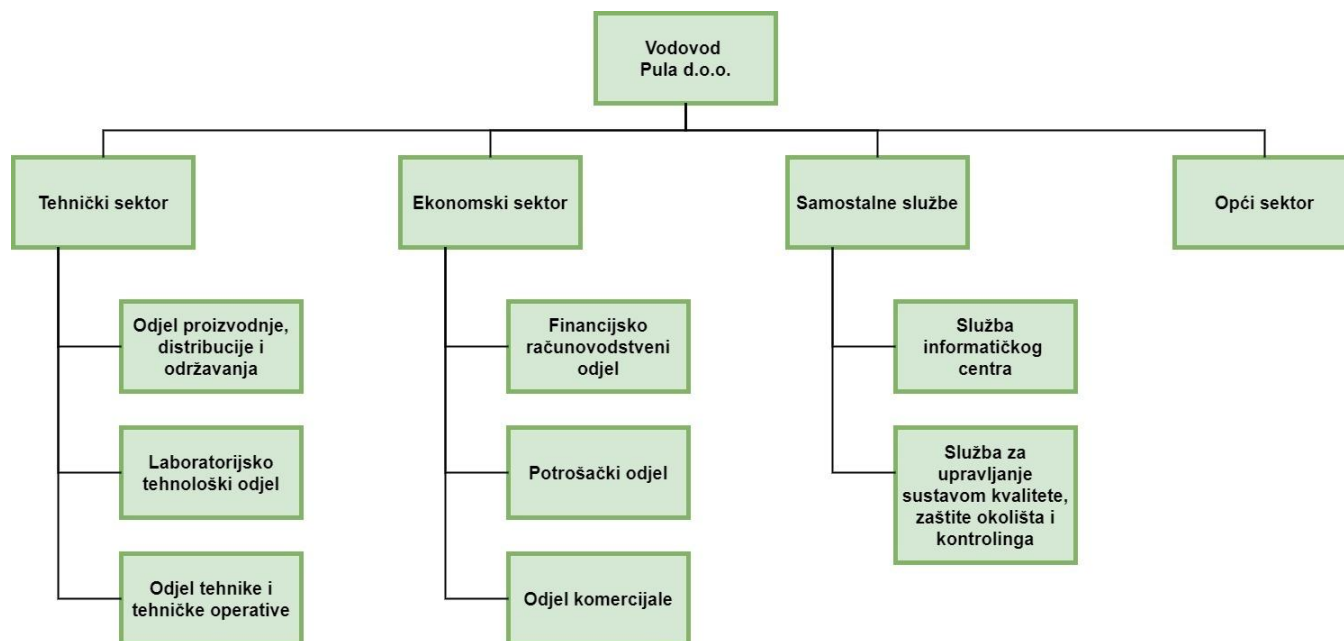 Vodovod
Pula d.o.o.
Tehnički sektor
Ekonomski sektor
Samostalne službe
Opći sektor
Odjel proizvodnje,
distribucije i
održavanja
Financijsko
računovodstveni
odjel
Služba
informatičkog
centra
Laboratorijsko
tehnološki odjel
Potrošački odjel
Služba za
upravljanje
sustavom kvalitete,
zaštite okolišta i
kontrolinga
Odjel tehnike i
tehničke operative
Odjel komercijale